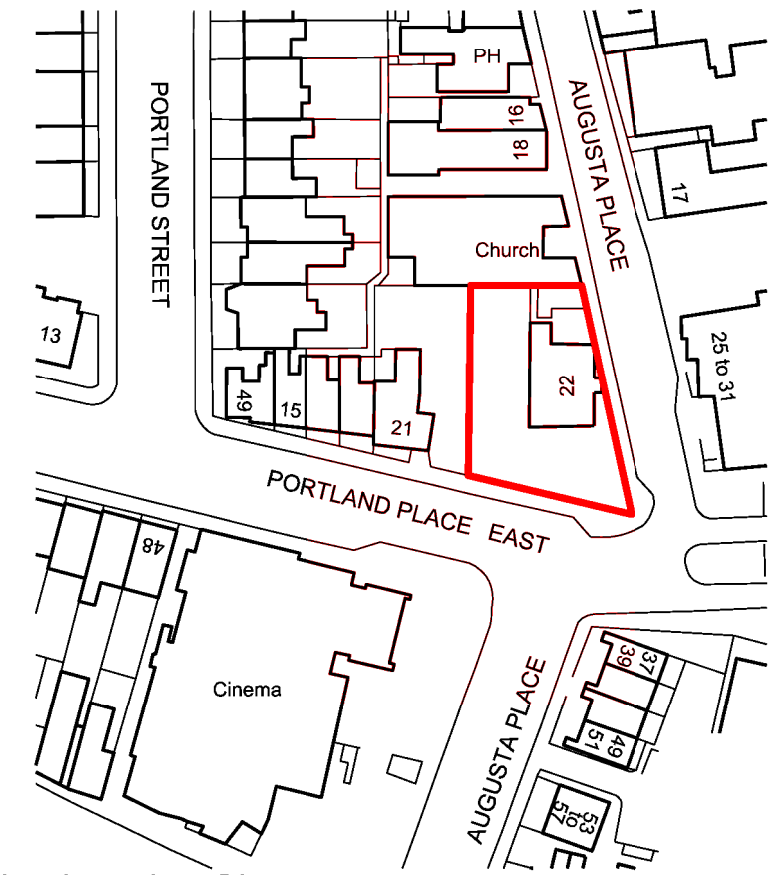 PH
PORTLAND STREET
AUGUSTA PLACE
16
18
17
Church
13
25 to 31
22
49
15
21
PORTLAND PLACE EAST
48
37
39
Cinema
AUGUSTA PLACE
49
51
53
to
57